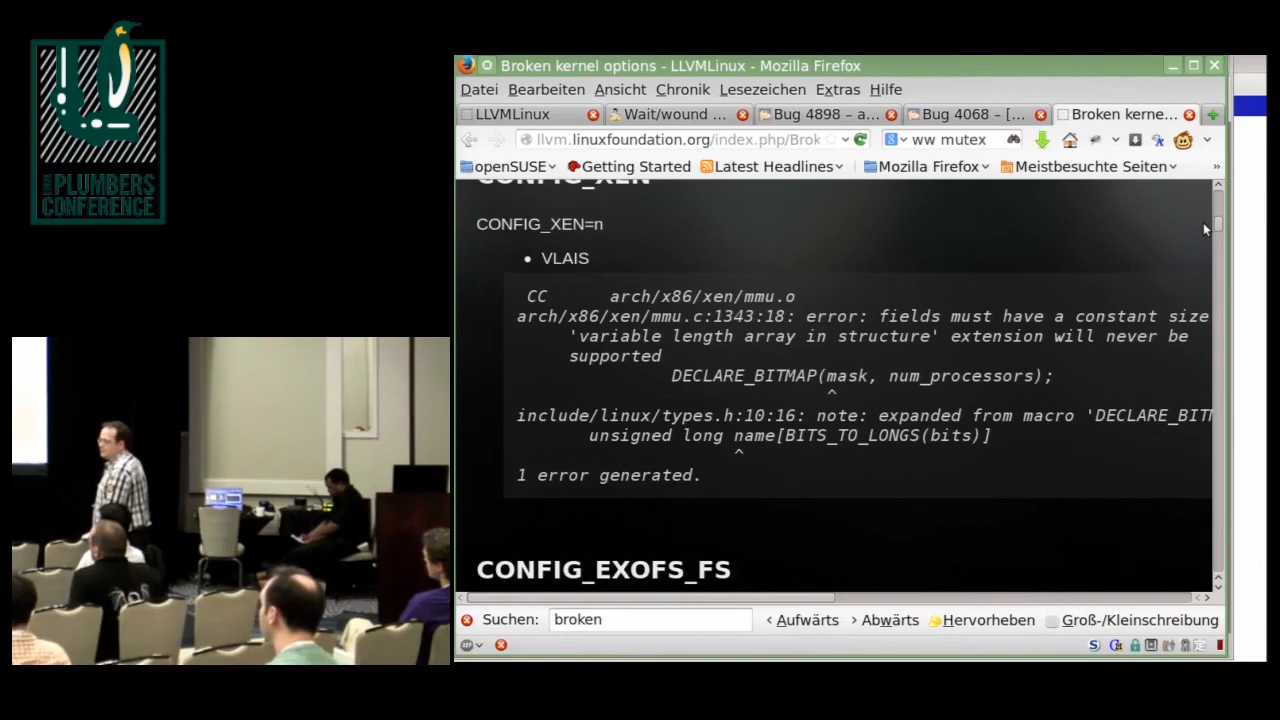 LINUX
PLUMBERS
CONFERENCE
Broken kernel options - LLVMLinux - Mozilla Firefox
Datei Bearbeiten Ansicht Chronik Lesezeichen Extras Hilfe
LLVMLinux Wait/wound ... Bug 4898 – a... Bug 4068 – [... Broken kerne...
llvm.linuxfoundation.org/index.php/Brok ww mutex
openSUSE Getting Started Latest Headlines Mozilla Firefox Meistbesuchte Seiten »
CONFIG_XEN
CONFIG_XEN=n
• VLAIS
CC arch/x86/xen/mmu.o
arch/x86/xen/mmu.c:1343:18: error: fields must have a constant size
'variable length array in structure' extension will never be
supported
DECLARE_BITMAP(mask, num_processors);
^
include/linux/types.h:10:16: note: expanded from macro 'DECLARE_BIT
unsigned long name[BITS_TO_LONGS(bits)]
^
1 error generated.
CONFIG_EXOFS_FS
Suchen: broken Aufwärts Abwärts Hervorheben Groß-/Kleinschreibung
ABP S